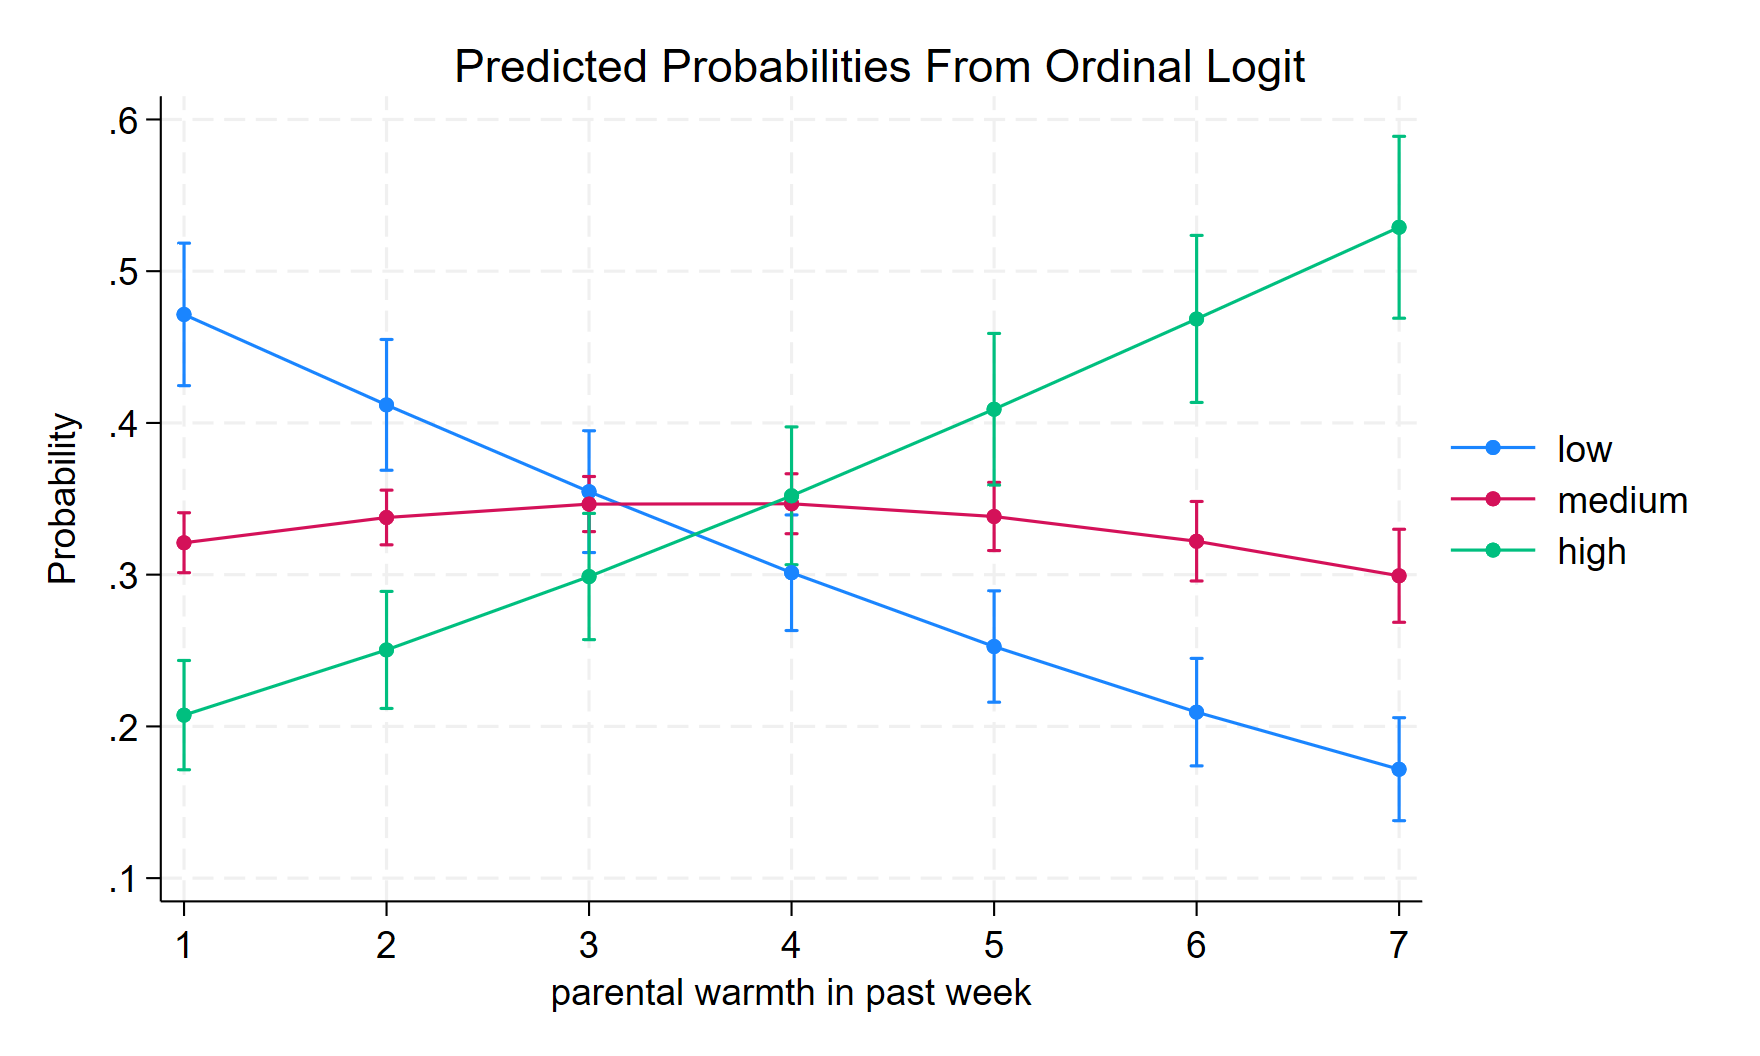 Predicted Probabilities From Ordinal Logit
Probability
.6
.5
.4
.3
.2
.1
1 2 3 4 5 6 7
parental warmth in past week
low
medium
high